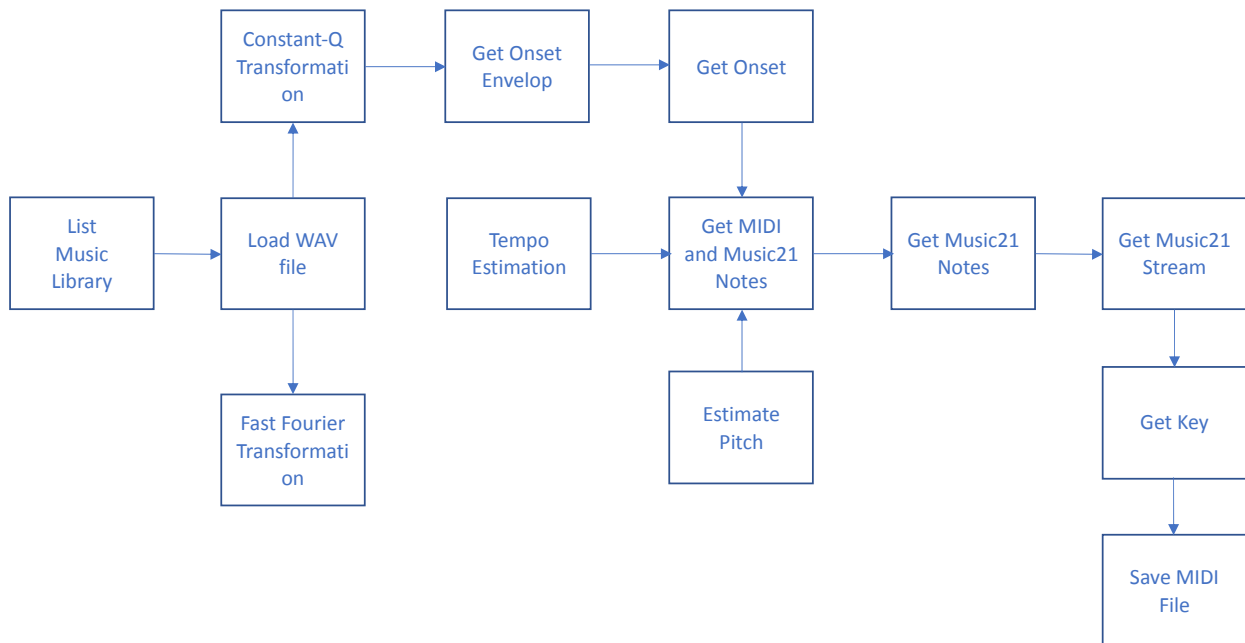 Constant-Q
Transformati
on
Get Onset
Envelop
Get Onset
List
Music
Library
Load WAV
file
Tempo
Estimation
Get MIDI
and Music21
Notes
Get Music21
Notes
Get Music21
Stream
Fast Fourier
Transformati
on
Estimate
Pitch
Get Key
Save MIDI
File